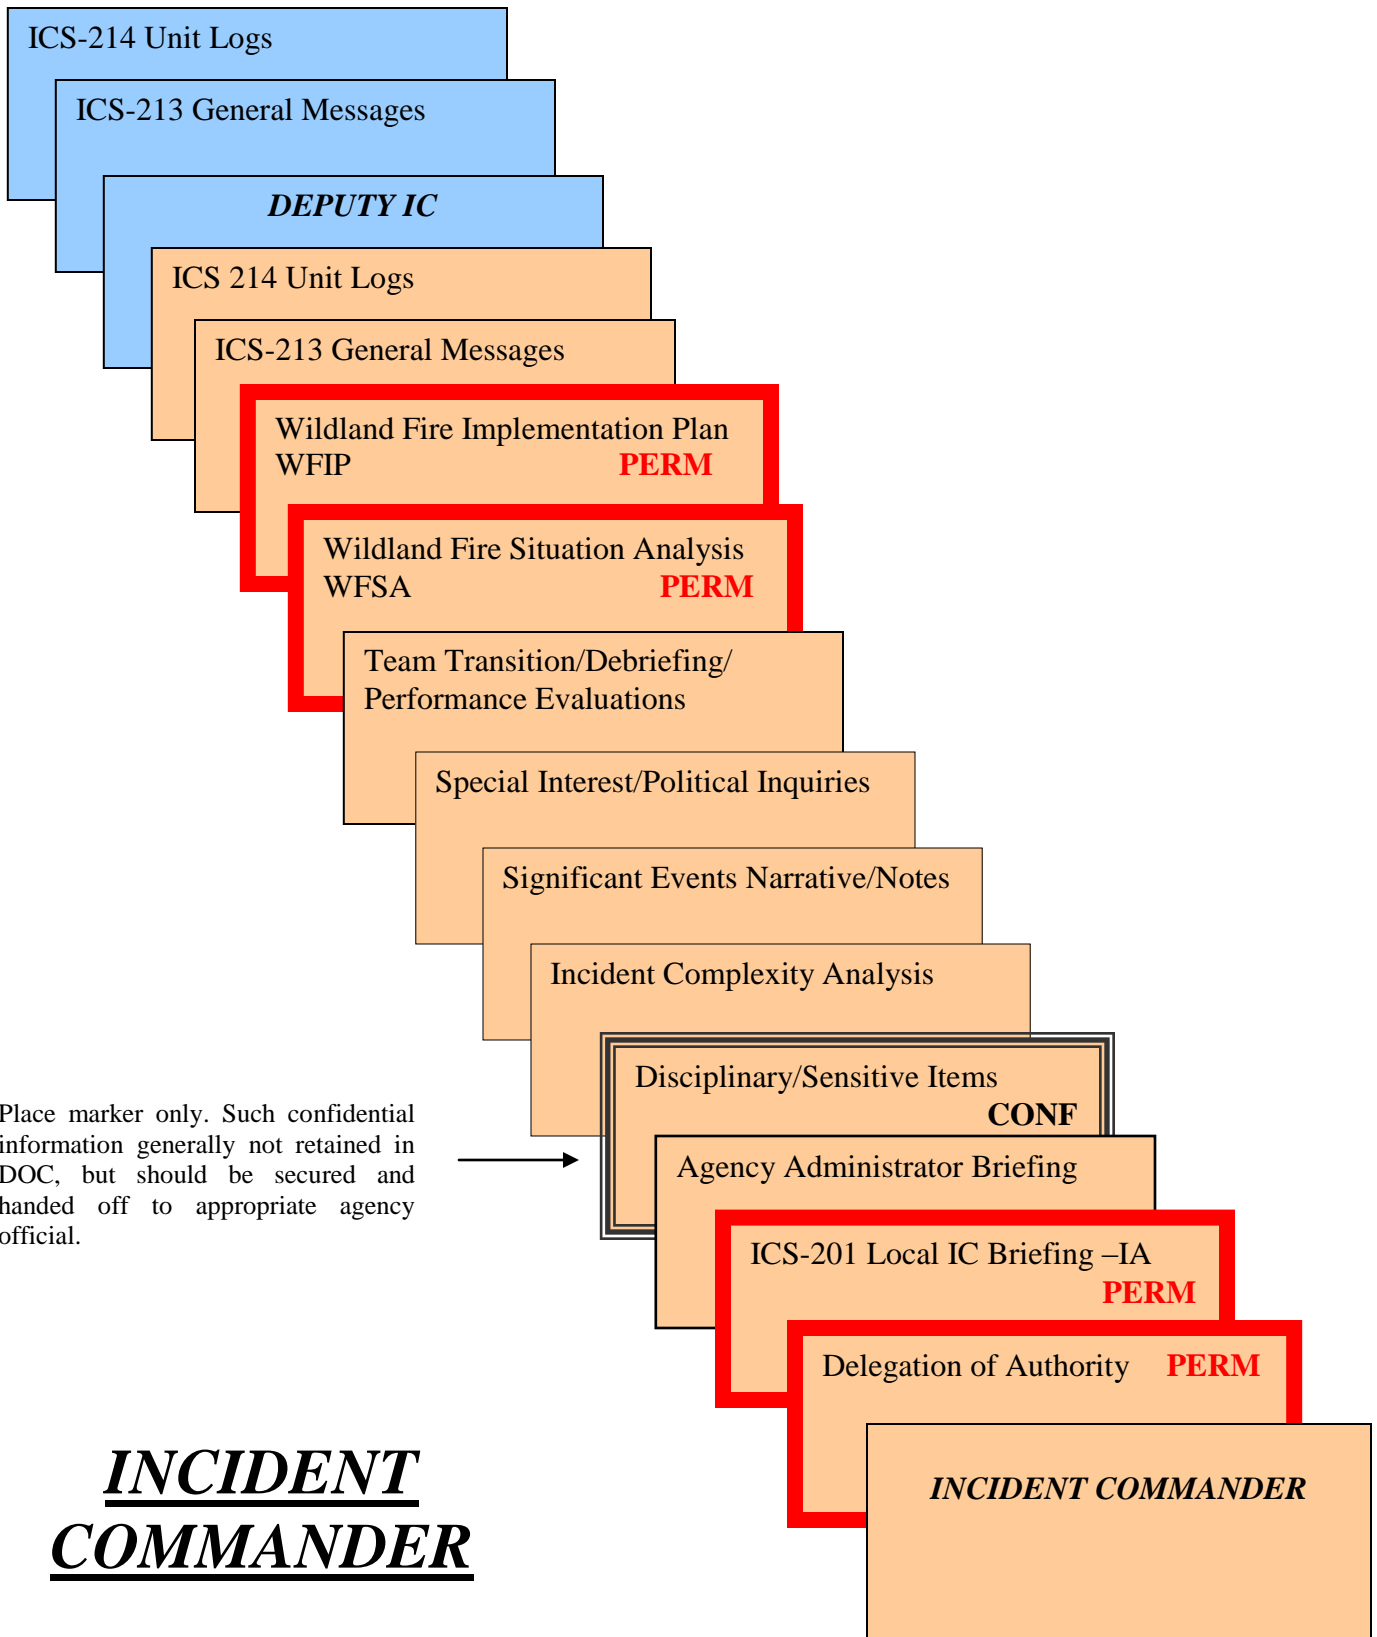 ICS-214 Unit Logs
ICS-213 General Messages
DEPUTY IC
ICS 214 Unit Logs
ICS-213 General Messages
Wildland Fire Implementation Plan
WFIP PERM
Wildland Fire Situation Analysis
WFSA PERM
Team Transition/Debriefing/
Performance Evaluations
Special Interest/Political Inquiries
Significant Events Narrative/Notes
Incident Complexity Analysis
Disciplinary/Sensitive Items
CONF
Place marker only. Such confidential
information generally not retained in
DOC, but should be secured and
handed off to appropriate agency
official.
Agency Administrator Briefing
ICS-201 Local IC Briefing –IA
PERM
Delegation of Authority PERM
INCIDENT COMMANDER
INCIDENT
COMMANDER